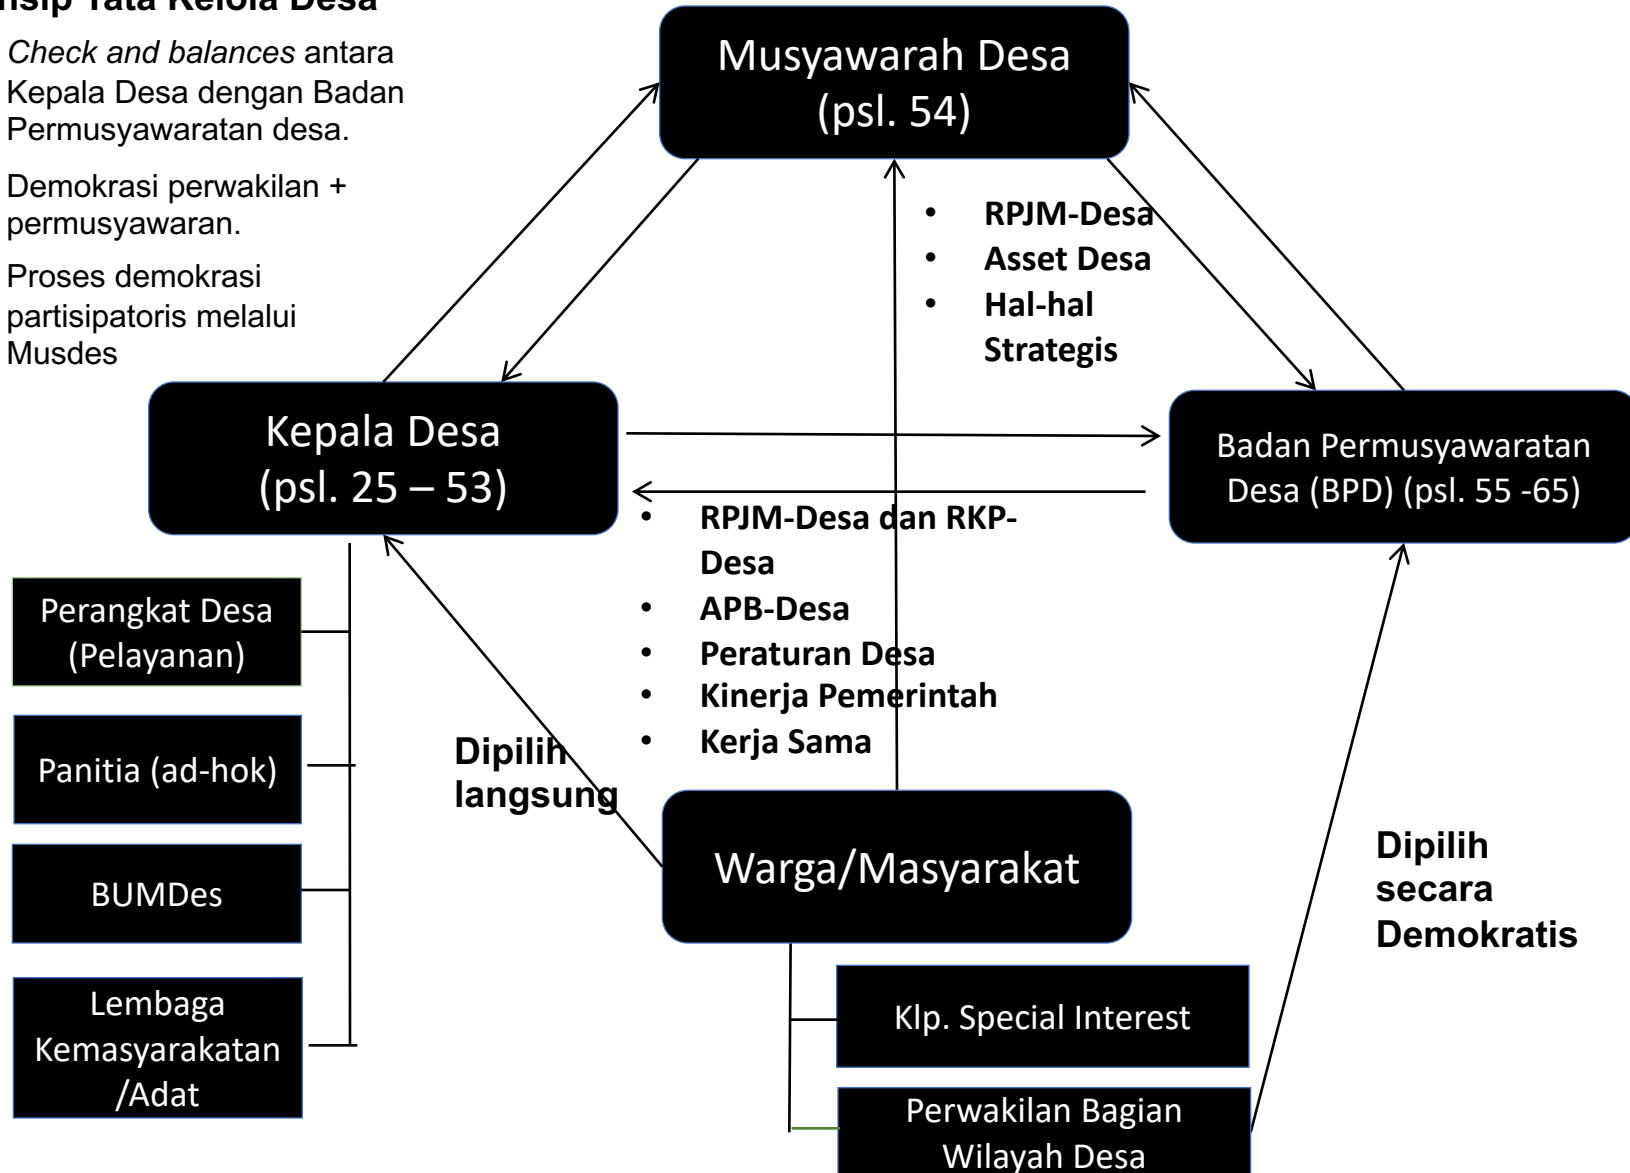 Tata Kelola Desa
Check and balances antara
Kepala Desa dengan Badan
Permusyawaratan desa.
Demokrasi perwakilan +
permusyawaran.
Proses demokrasi
partisipatoris melalui
Musdes
Musyawarah Desa
(psl. 54)
• RPJM-Desa
• Asset Desa
• Hal-hal
Strategis
Kepala Desa
(psl. 25 – 53)
Badan Permusyawaratan
Desa (BPD) (psl. 55 -65)
• RPJM-Desa dan RKP-
Desa
• APB-Desa
• Peraturan Desa
• Kinerja Pemerintah
• Kerja Sama
Perangkat Desa
(Pelayanan)
Panitia (ad-hok)
BUMDes
Lembaga
Kemasyarakatan
/Adat
Dipilih
langsung
Warga/Masyarakat
Dipilih
secara
Demokratis
Klp. Special Interest
Perwakilan Bagian
Wilayah Desa